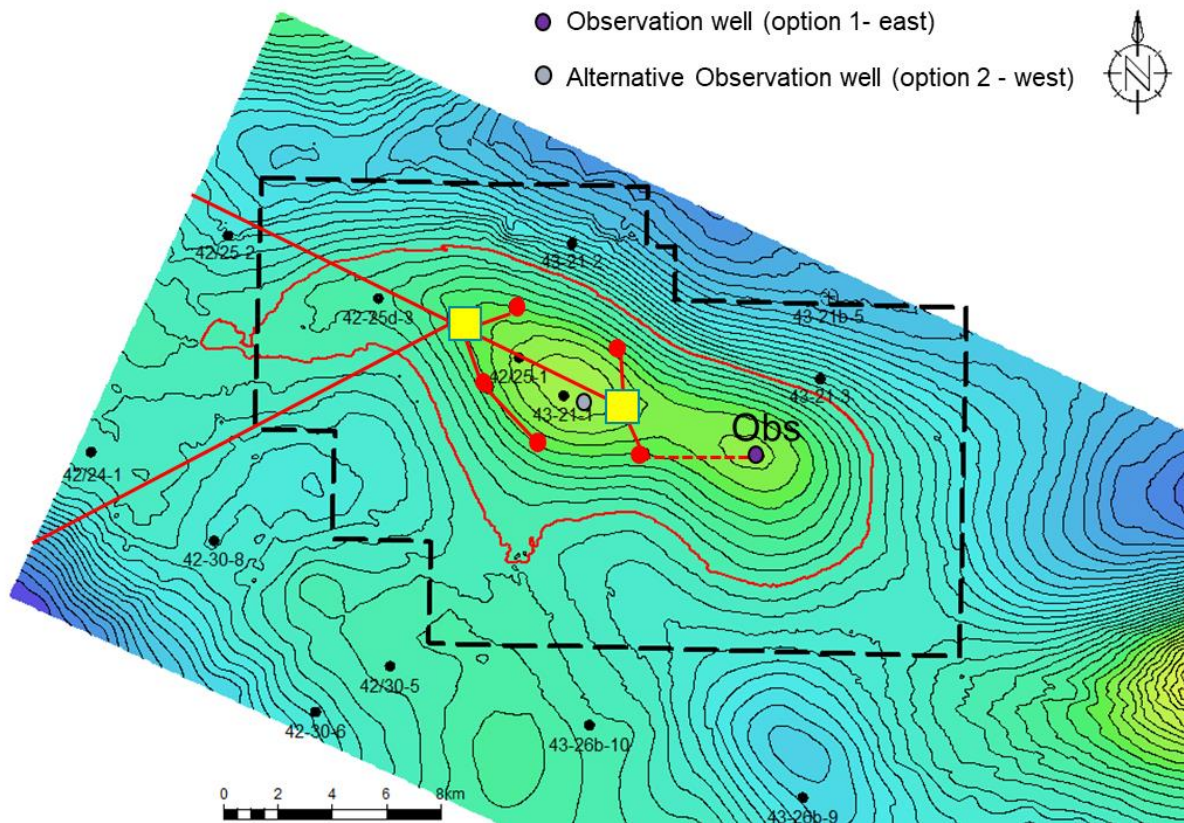 Observation well (option 1- east)
Alternative Observation well (option 2 - west)
N
42/25-2
43-21-2
42-25d-3
43-21b-5
42/25-1
43-21-3
43-21-1
Obs
42/24-1
42-30-8
42/30-5
42-30-6
43-26b-10
43-26b-9
0 2 4 6 8km